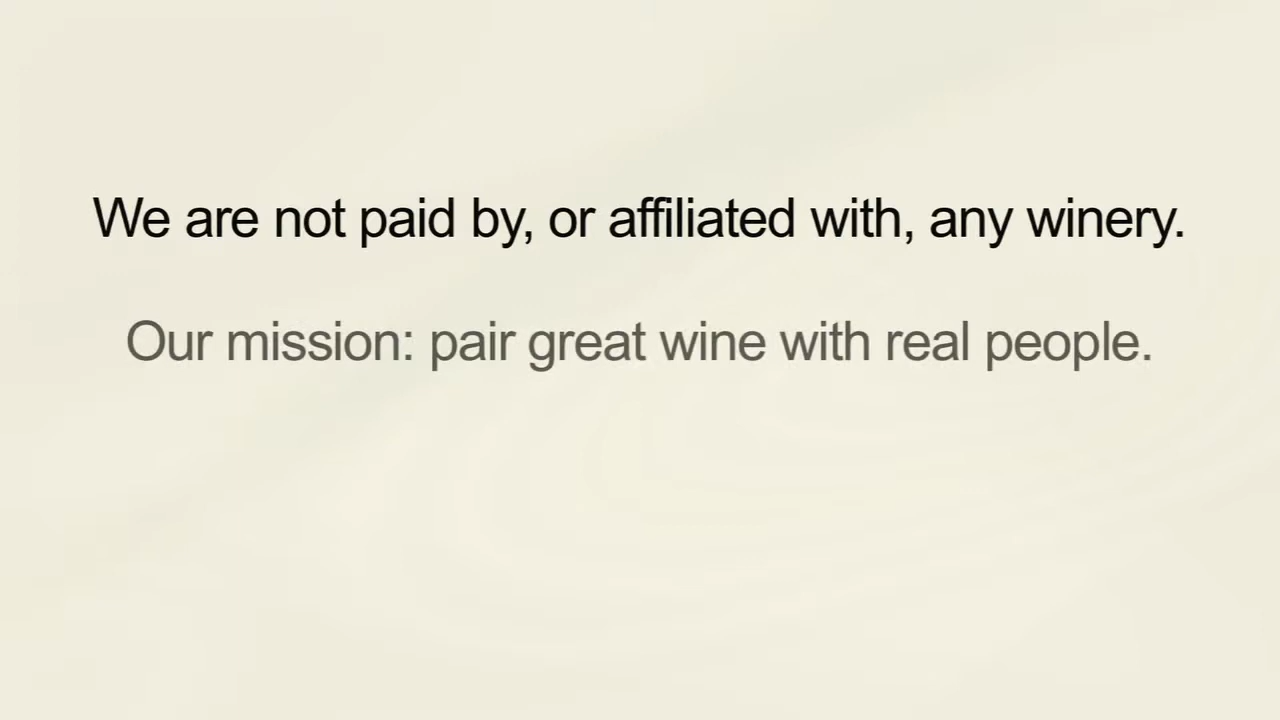 We are not paid by, or affiliated with, any winery.
Our mission: pair great wine with real people.